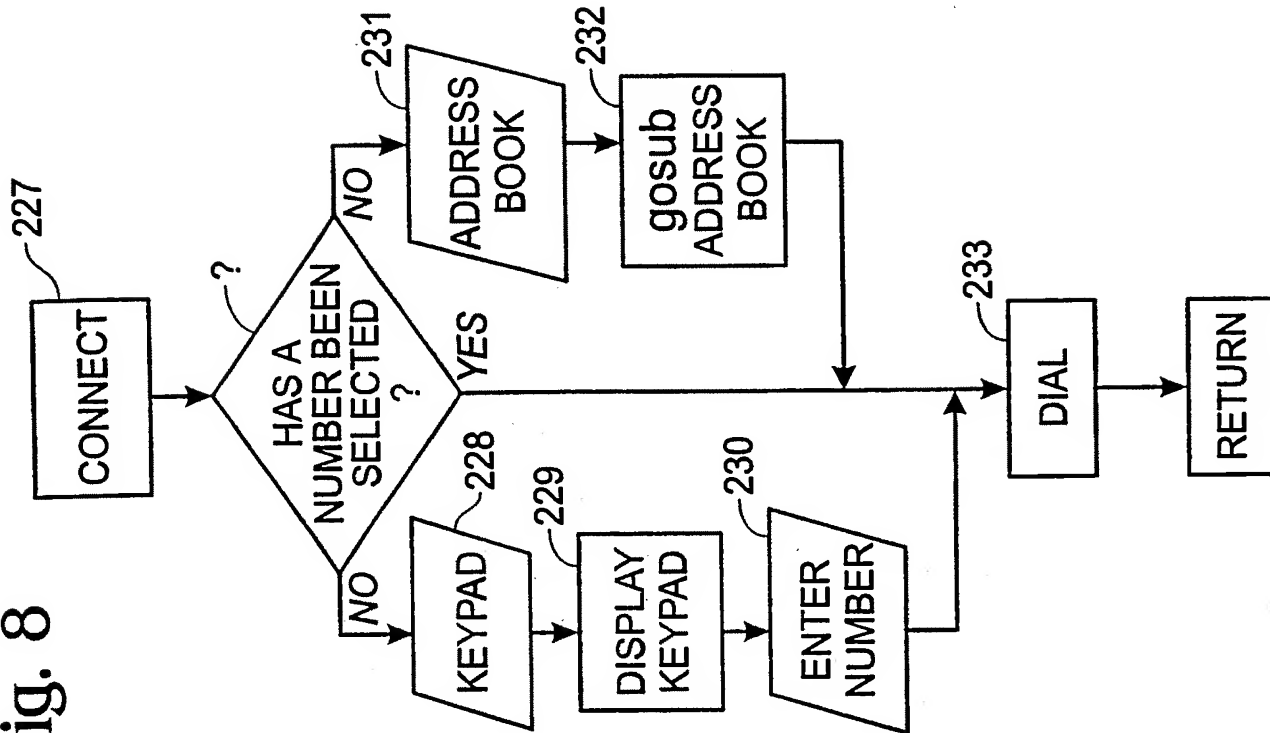 ig. 8
227
CONNECT
?
HAS A
NUMBER BEEN
SELECTED
?
NO
YES
NO
228
KEYPAD
229
DISPLAY
KEYPAD
230
ENTER
NUMBER
231
ADDRESS
BOOK
232
gosub
ADDRESS
BOOK
233
DIAL
RETURN